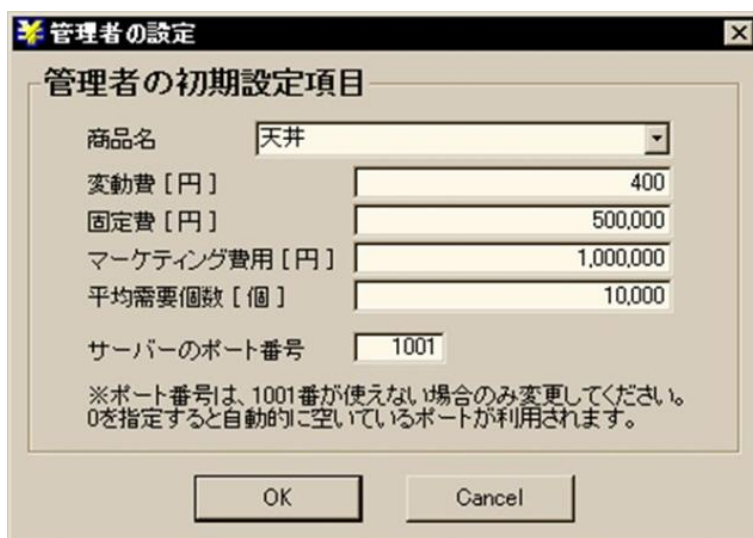 管理者の設定
管理者の初期設定項目
商品名 天井
変動費 [ 円 ] 400
固定費 [ 円 ] 500,000
マーケティング費用 [ 円 ] 1,000,000
平均需要個数 [ 個 ] 10,000
サーバーのポート番号 1001
※ポート番号は、1001番が使えない場合のみ変更してください。
0を指定すると自動的に空いているポートが利用されます。
OK Cancel